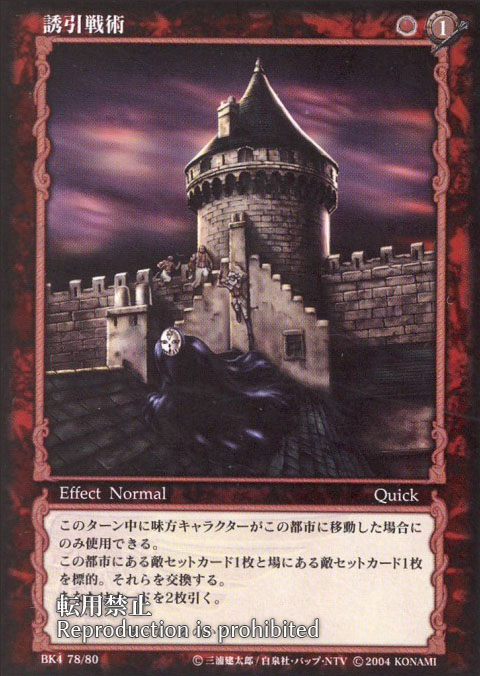 誘引戦術
1
Effect Normal Quick
このターン中に味方キャラクターがこの都市に移動した場合に
のみ使用できる。
この都市にある敵セットカード1枚と場にある敵セットカード1枚
を標的。それらを交換する。
ードを2枚引く。
転用禁止
Reproduction is prohibited
BK4 78/80
©三浦建太郎/白泉社・バップ・NTV ©2004 KONAMI